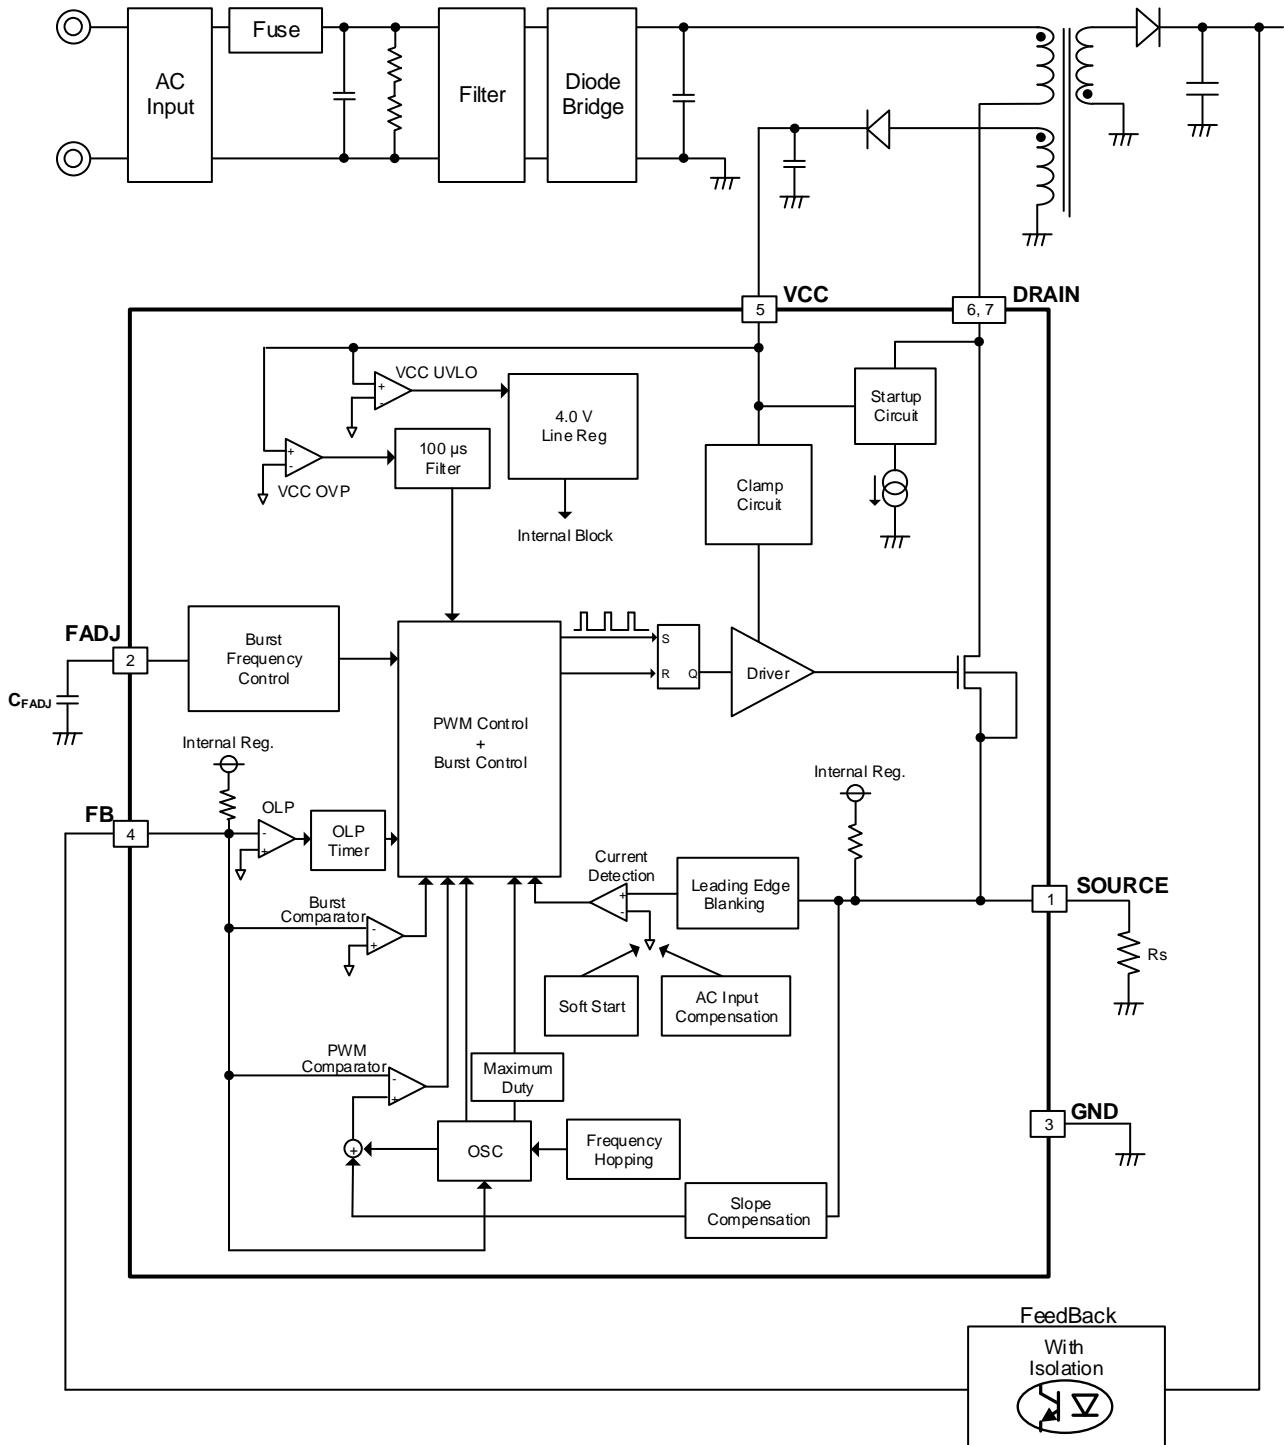 Fuse
AC
Input
Filter
Diode
Bridge
VCC
DRAIN
5
6, 7
VCC UVLO
+
-
4.0 V
Line Reg
Startup
Circuit
100 µs
Filter
+
-
VCC OVP
Clamp
Circuit
Internal Block
FADJ
2
Burst
Frequency
Control
S
R
Q
Driver
CFADJ
PWM Control
+
Burst Control
Internal Reg.
Internal Reg.
FB
4
OLP
-
+
OLP
Timer
Current
Detection
+
-
Leading Edge
Blanking
SOURCE
1
Burst
Comparator
-
+
Rs
Soft Start
AC Input
Compensation
PWM
Comparator
-
+
Maximum
Duty
GND
3
+
OSC
Frequency
Hopping
Slope
Compensation
FeedBack
With
Isolation